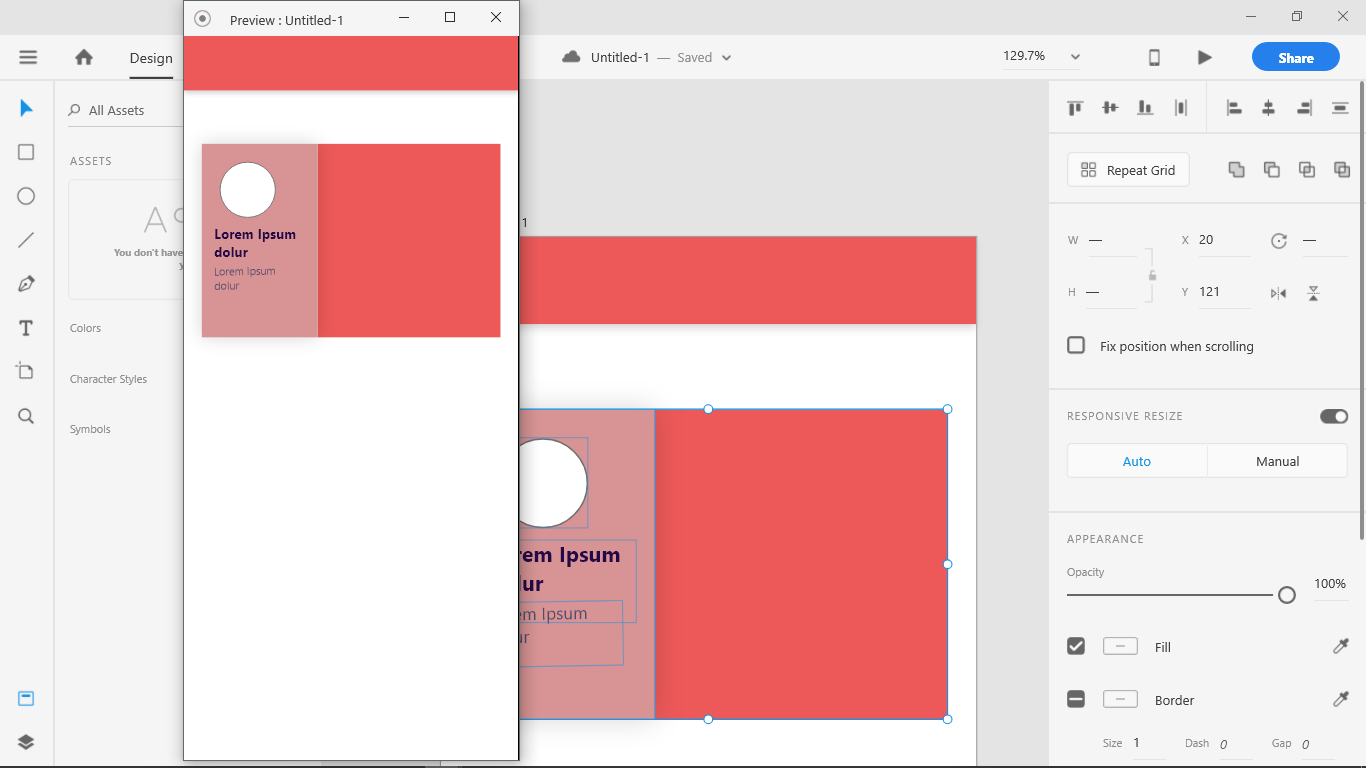 Preview : Untitled-1
Design
Untitled-1 — Saved
129.7%
Share
All Assets
ASSETS
You don't have
Colors
Character Styles
Symbols
Lorem Ipsum
dolur
Lorem Ipsum
dolur
1
rem Ipsum
lur
em Ipsum
ur
Repeat Grid
W —
X 20
—
H —
Y 121
Fix position when scrolling
RESPONSIVE RESIZE
Auto
Manual
APPEARANCE
Opacity
100%
Fill
Border
Size 1
Dash 0
Gap 0